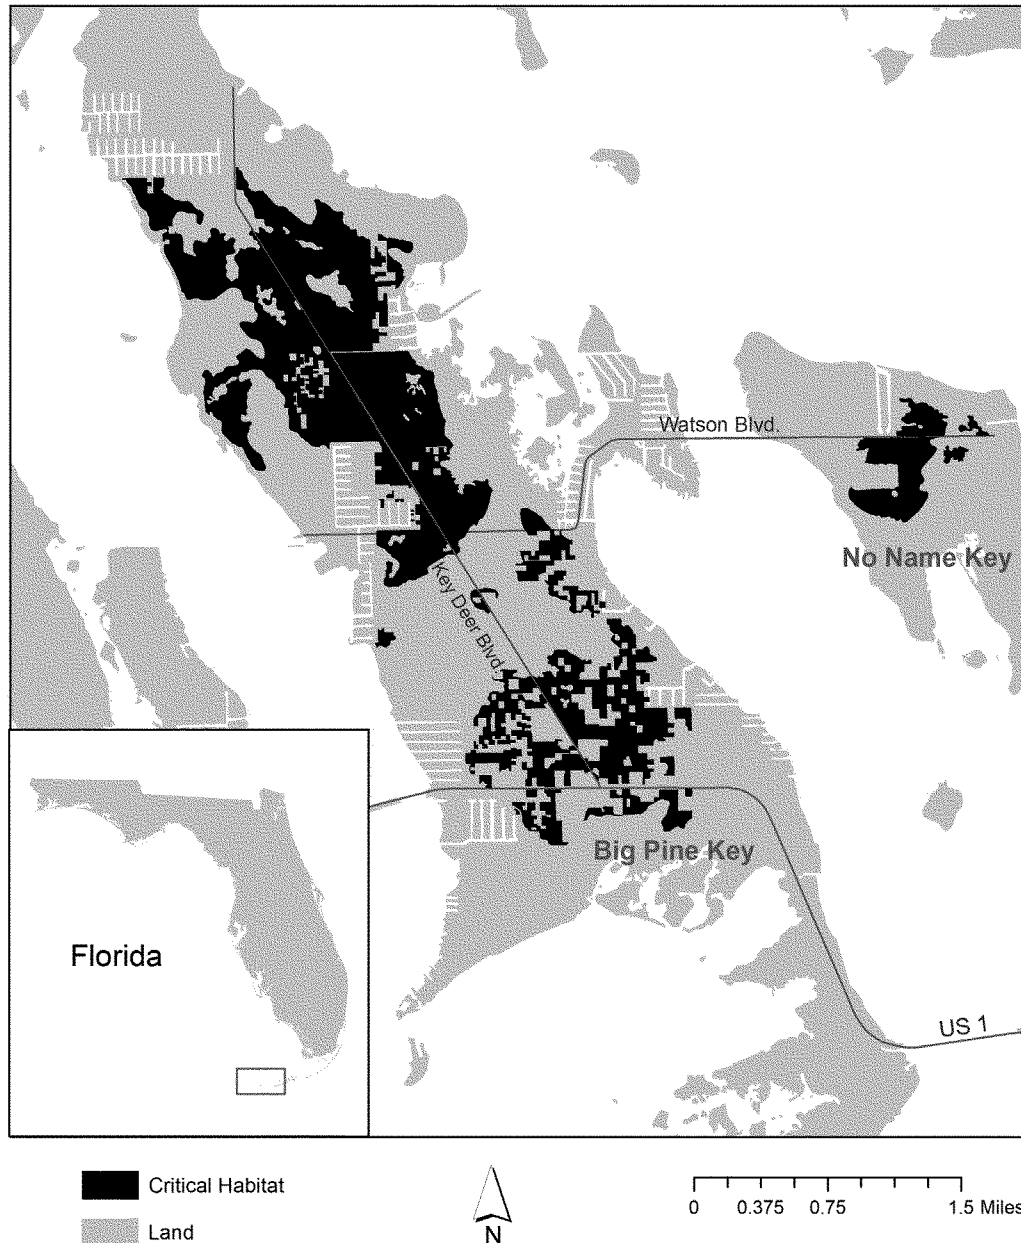 Watson Blvd.
No Name Key
Key Deer Blvd.
Big Pine Key
Florida
US 1
Critical Habitat
Land
N
0 0.375 0.75 1.5 Miles